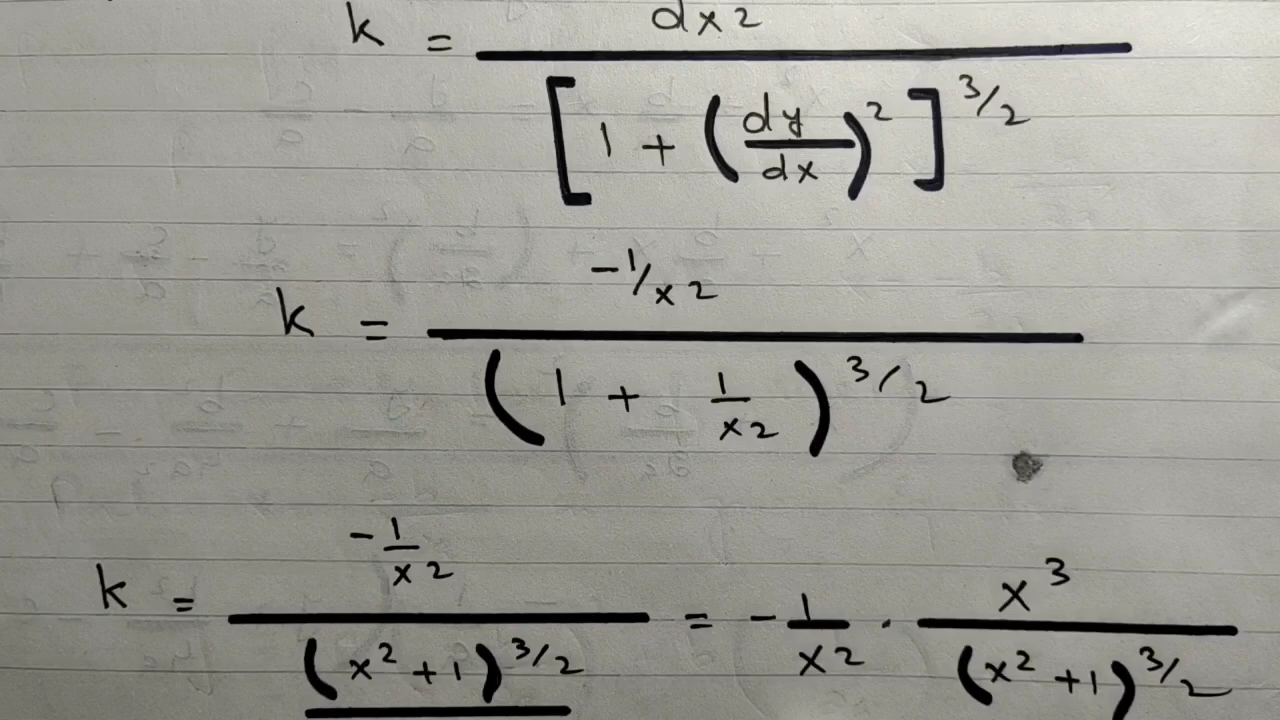 k = dx2 / [1 + (dy/dx)²]^3/2
k = -1/x2 / (1 + 1/x2)^3/2
k = -1/x2 / (x² + 1)^3/2 = -1/x2 · x³ / (x² + 1)^3/2